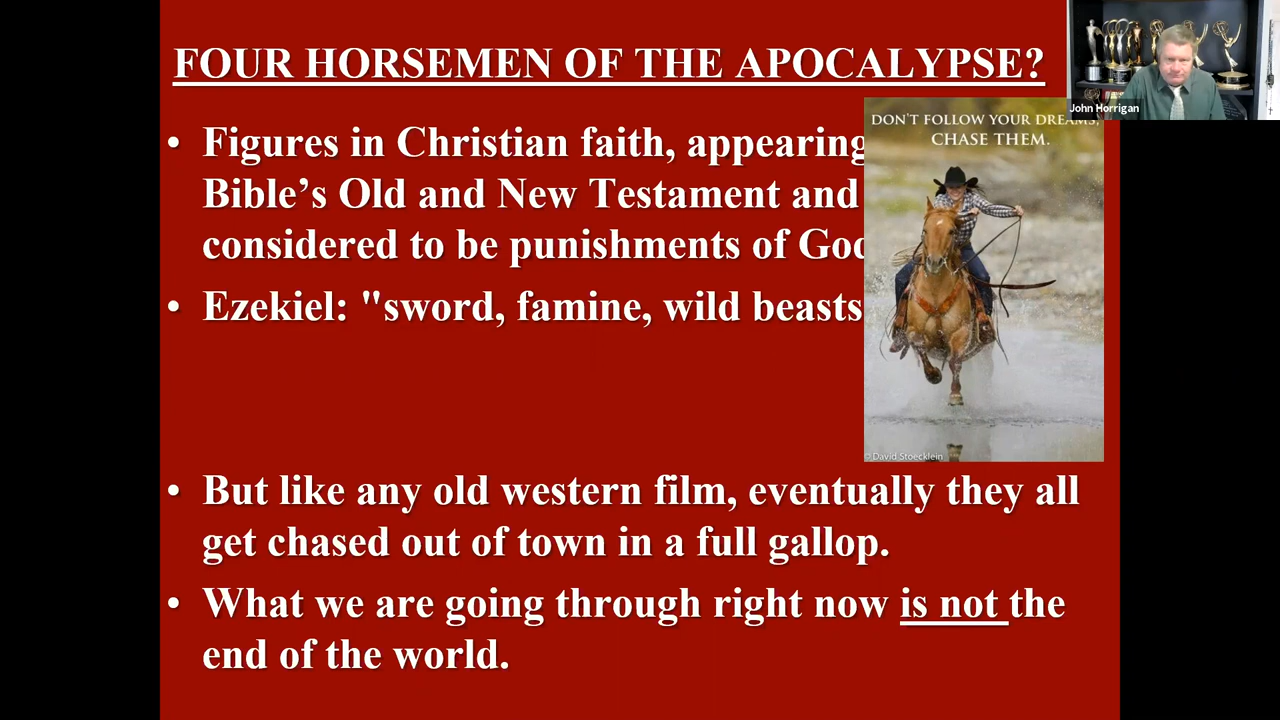 FOUR HORSEMEN OF THE APOCALYPSE?
John Horrigan
• Figures in Christian faith, appearing
Bible’s Old and New Testament and
considered to be punishments of God
• Ezekiel: "sword, famine, wild beasts
DON'T FOLLOW YOUR DREAMS,
CHASE THEM.
© David Stoecklein
• But like any old western film, eventually they all
get chased out of town in a full gallop.
• What we are going through right now is not the
end of the world.